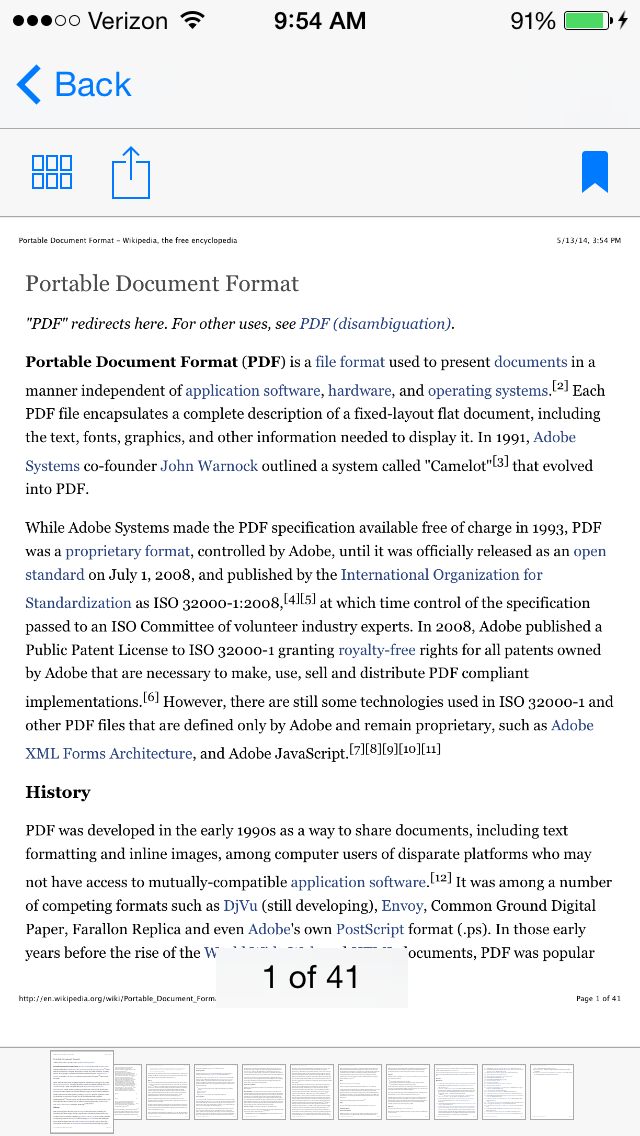 Verizon 9:54 AM 91%
Back
Portable Document Format – Wikipedia, the free encyclopedia 5/13/14, 3:54 PM
Portable Document Format
"PDF" redirects here. For other uses, see PDF (disambiguation).
Portable Document Format (PDF) is a file format used to present documents in a
manner independent of application software, hardware, and operating systems.[2] Each
PDF file encapsulates a complete description of a fixed-layout flat document, including
the text, fonts, graphics, and other information needed to display it. In 1991, Adobe
Systems co-founder John Warnock outlined a system called "Camelot"[3] that evolved
into PDF.
While Adobe Systems made the PDF specification available free of charge in 1993, PDF
was a proprietary format, controlled by Adobe, until it was officially released as an open
standard on July 1, 2008, and published by the International Organization for
Standardization as ISO 32000-1:2008,[4][5] at which time control of the specification
passed to an ISO Committee of volunteer industry experts. In 2008, Adobe published a
Public Patent License to ISO 32000-1 granting royalty-free rights for all patents owned
by Adobe that are necessary to make, use, sell and distribute PDF compliant
implementations.[6] However, there are still some technologies used in ISO 32000-1 and
other PDF files that are defined only by Adobe and remain proprietary, such as Adobe
XML Forms Architecture, and Adobe JavaScript.[7][8][9][10][11]
History
PDF was developed in the early 1990s as a way to share documents, including text
formatting and inline images, among computer users of disparate platforms who may
not have access to mutually-compatible application software.[12] It was among a number
of competing formats such as DjVu (still developing), Envoy, Common Ground Digital
Paper, Farallon Replica and even Adobe's own PostScript format (.ps). In those early
years before the rise of the World Wide Web and HTML documents, PDF was popular
1 of 41
http://en.wikipedia.org/wiki/Portable_Document_Form Page 1 of 41